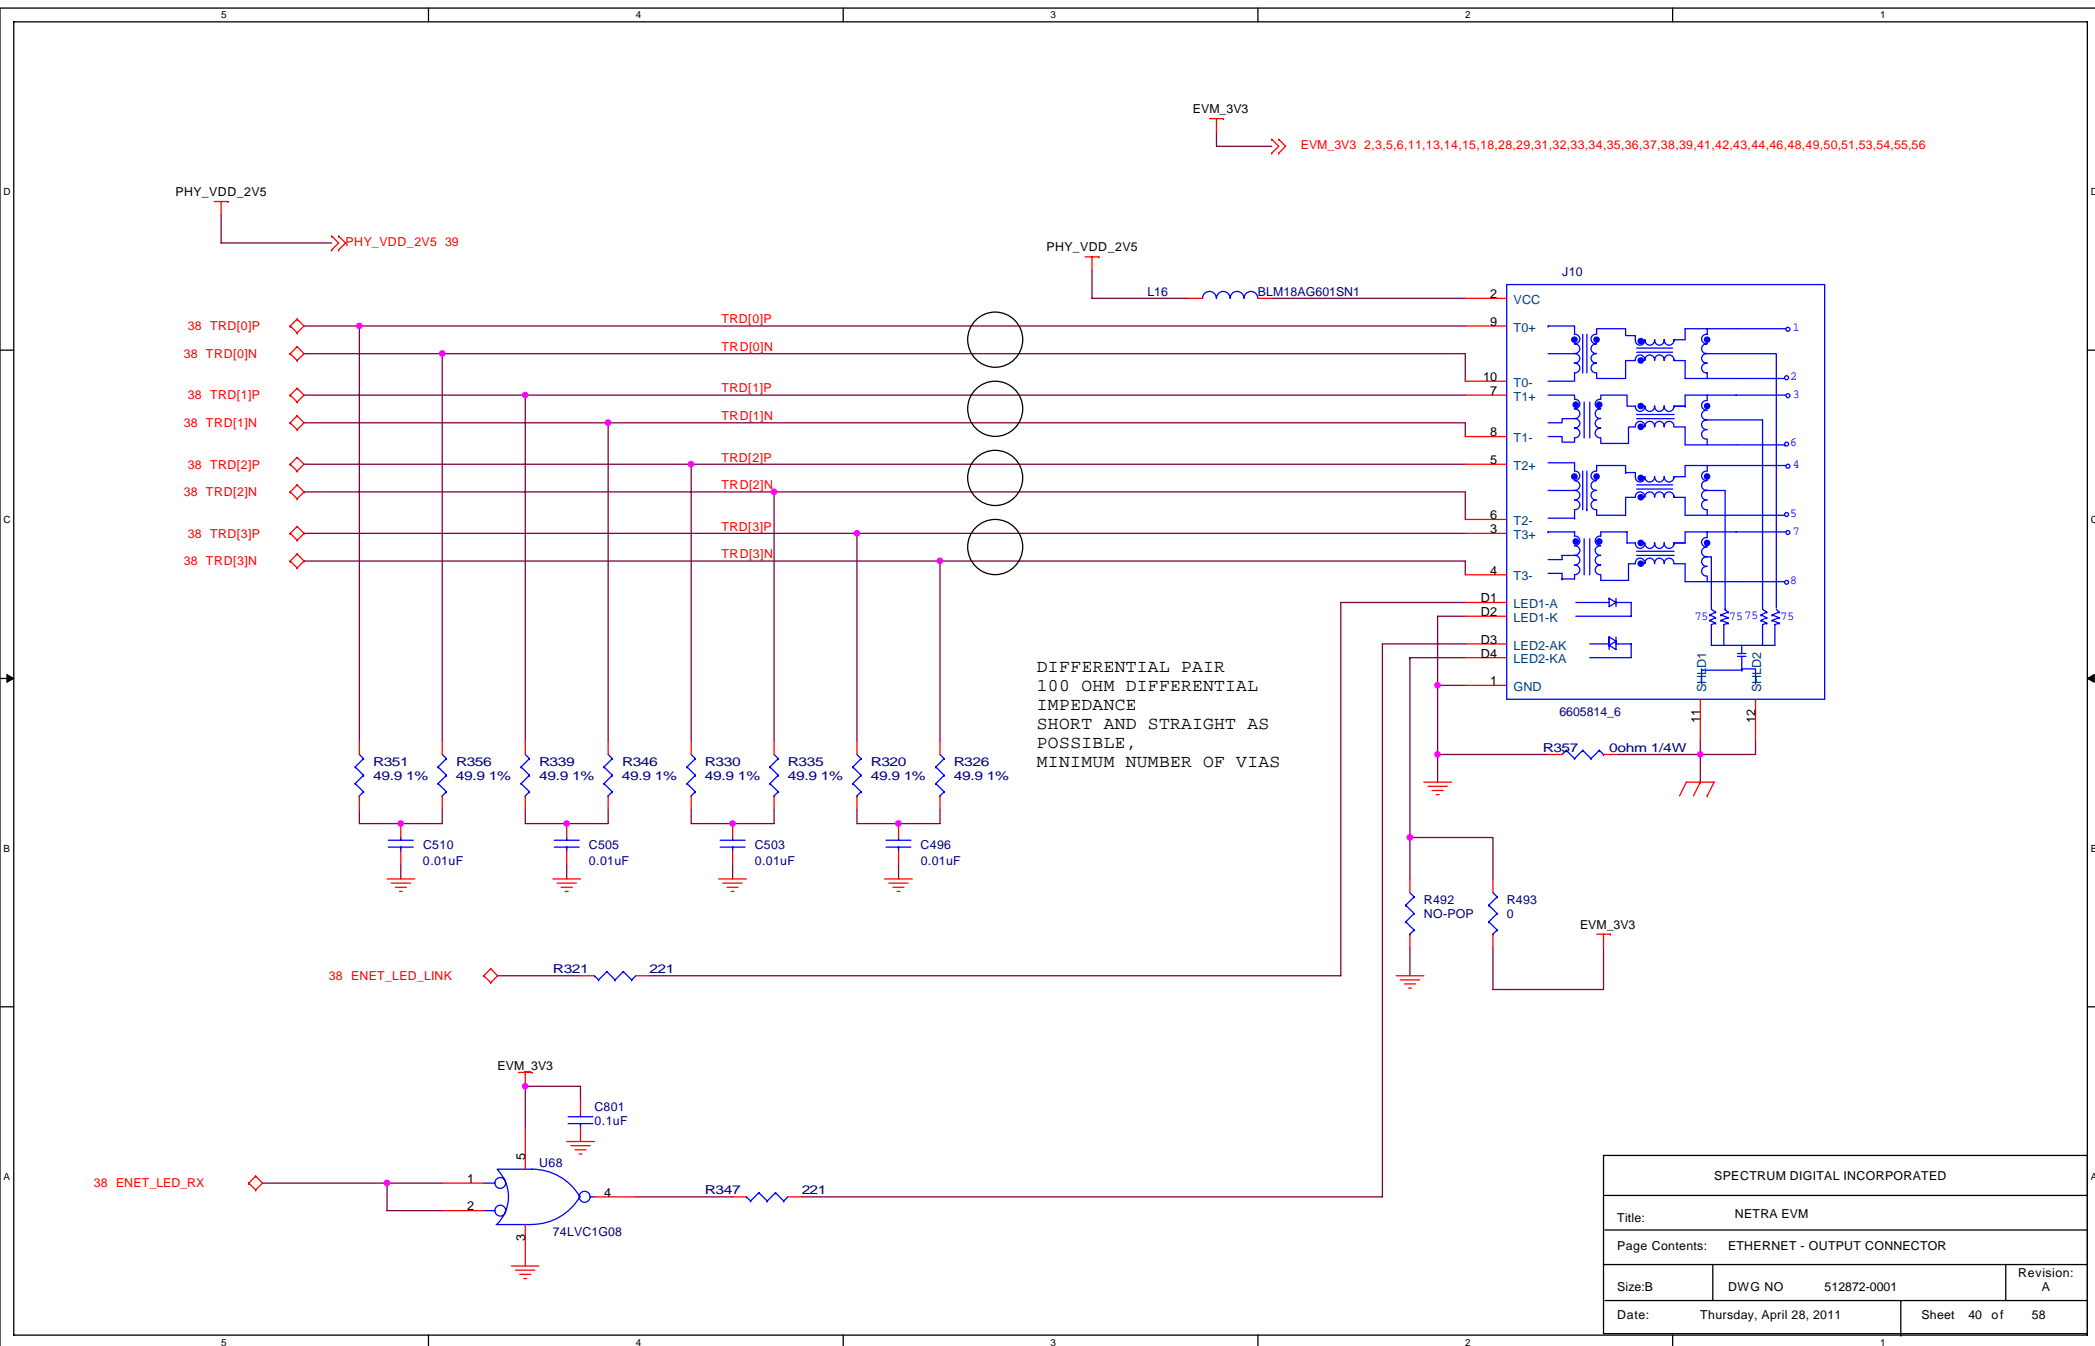 5 4 3 2 1
EVM_3V3
EVM_3V3 2,3,5,6,11,13,14,15,18,28,29,31,32,33,34,35,36,37,38,39,41,42,43,44,46,48,49,50,51,53,54,55,56
D D
PHY_VDD_2V5
PHY_VDD_2V5 39
PHY_VDD_2V5
J10
L16 BLM18AG601SN1 2 VCC
38 TRD[0]P TRD[0]P 9 T0+ 1
38 TRD[0]N TRD[0]N
10 T0- 2
38 TRD[1]P TRD[1]P 7 T1+ 3
38 TRD[1]N TRD[1]N
8 T1- 6
38 TRD[2]P TRD[2]P 5 T2+ 4
38 TRD[2]N TRD[2]N
6 T2- 5
C C
38 TRD[3]P TRD[3]P 3 T3+ 7
38 TRD[3]N TRD[3]N
4 T3- 8
D1 LED1-A
D2 LED1-K
75 75 75 75
D3 LED2-AK
D4 LED2-KA
SHLD1 SHLD2
1 GND
6605814_6
11 12
DIFFERENTIAL PAIR
100 OHM DIFFERENTIAL
IMPEDANCE
SHORT AND STRAIGHT AS
POSSIBLE,
MINIMUM NUMBER OF VIAS
R357 0ohm 1/4W
R351 R356 R339 R346 R330 R335 R320 R326
49.9 1% 49.9 1% 49.9 1% 49.9 1% 49.9 1% 49.9 1% 49.9 1% 49.9 1%
B B
C510 C505 C503 C496
0.01uF 0.01uF 0.01uF 0.01uF
R492 R493
NO-POP 0
EVM_3V3
38 ENET_LED_LINK R321 221
EVM_3V3
C801
0.1uF
5 U68
A A
38 ENET_LED_RX 1
2
4 R347 221
3 74LVC1G08
SPECTRUM DIGITAL INCORPORATED
Title: NETRA EVM
Page Contents: ETHERNET - OUTPUT CONNECTOR
Size:B DWG NO 512872-0001 Revision:
A
Date: Thursday, April 28, 2011 Sheet 40 of 58
5 4 3 2 1